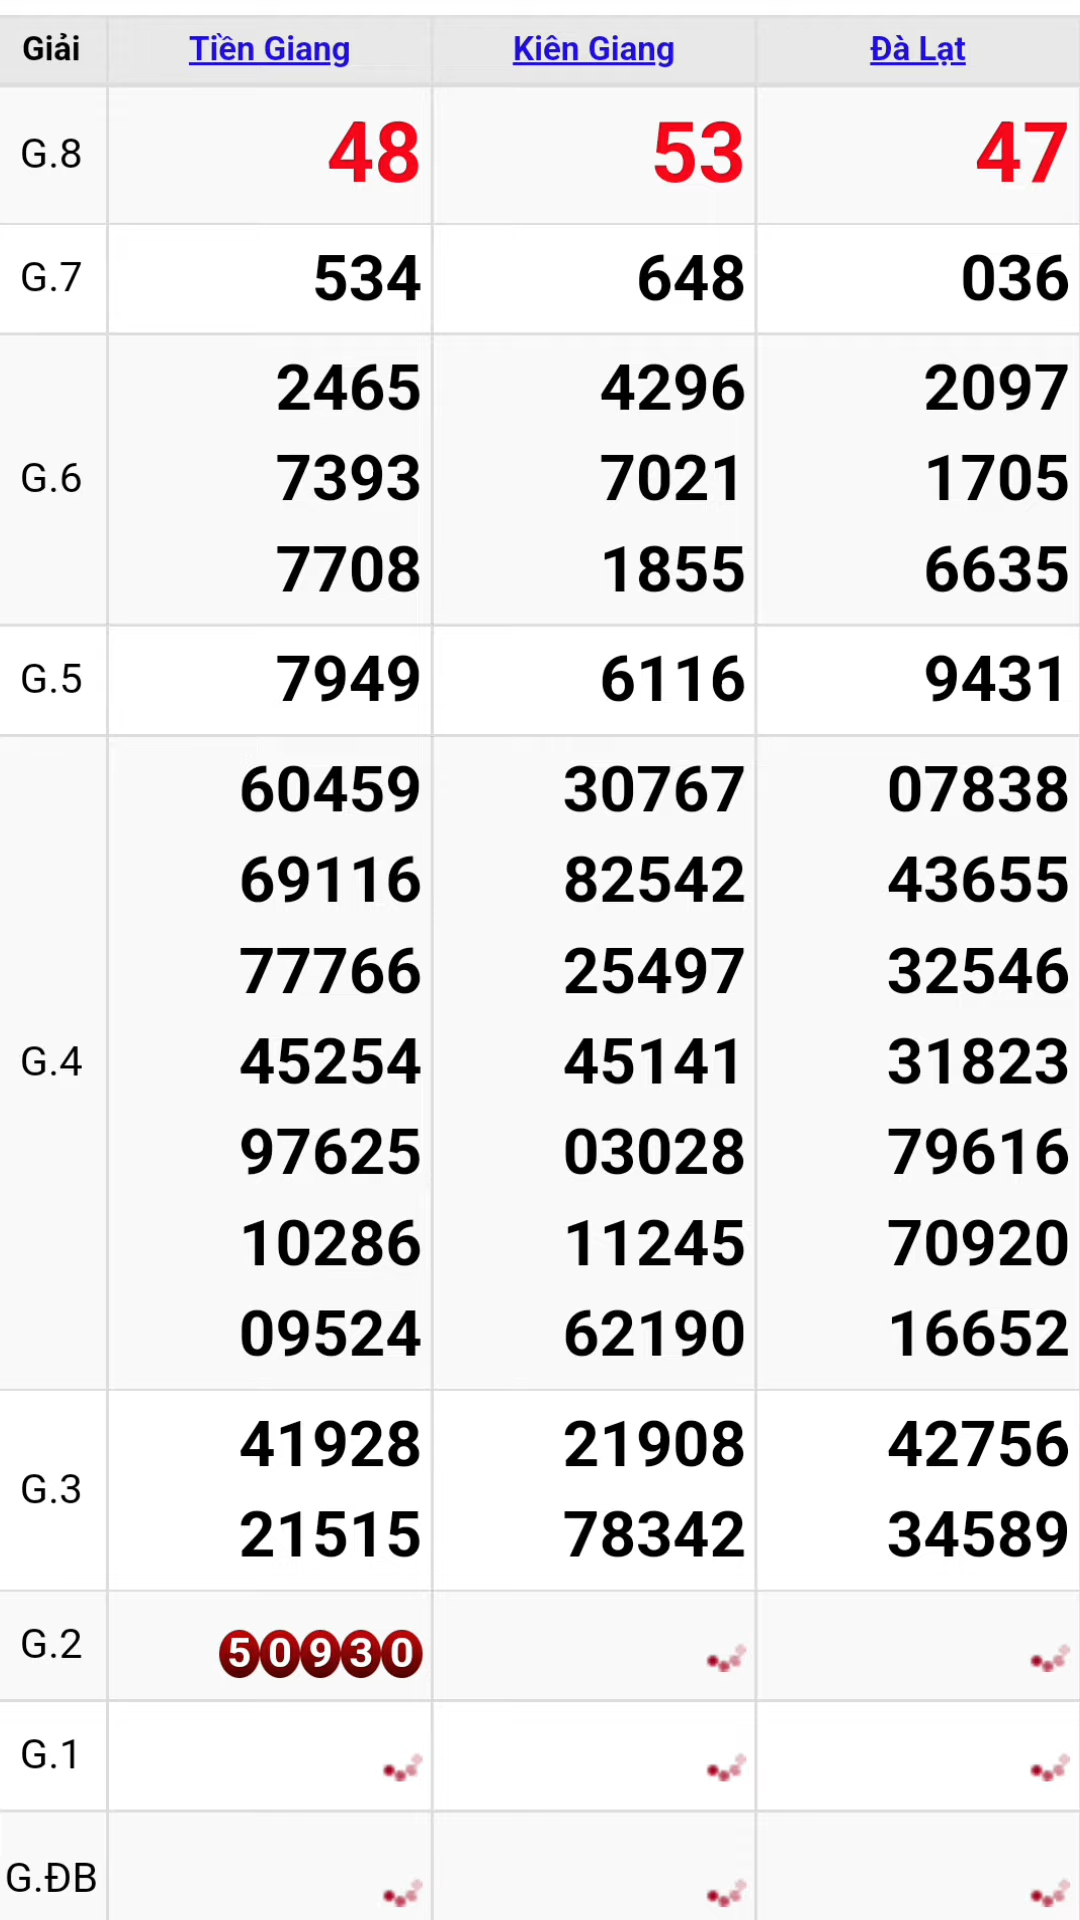 Giải Tiền Giang Kiên Giang Đà Lạt
G.8 48 53 47
G.7 534 648 036
2465 4296 2097
G.6 7393 7021 1705
7708 1855 6635
G.5 7949 6116 9431
60459 30767 07838
69116 82542 43655
77766 25497 32546
G.4 45254 45141 31823
97625 03028 79616
10286 11245 70920
09524 62190 16652
41928 21908 42756
G.3
21515 78342 34589
G.2 50930
G.1
G.ĐB